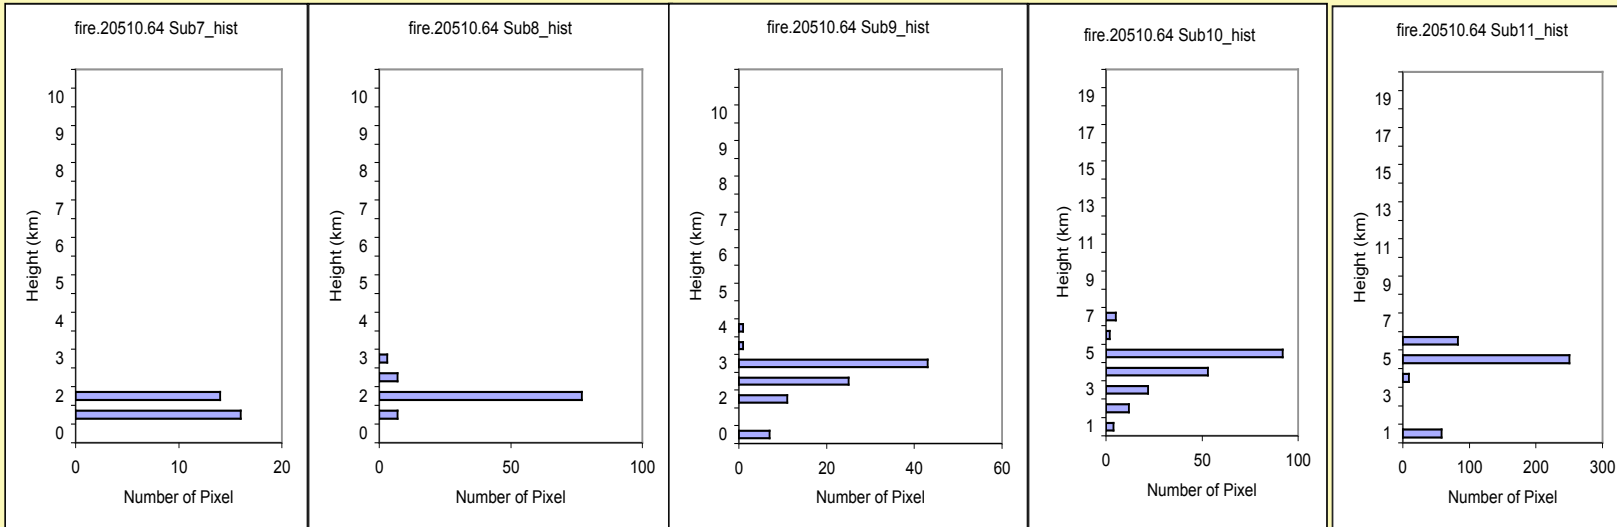 fire.20510.64 Sub7_hist
Height (km)
10
9
8
7
6
5
4
3
2
0
0 10 20
Number of Pixel
fire.20510.64 Sub8_hist
Height (km)
10
9
8
7
6
5
4
3
2
0
0 50 100
Number of Pixel
fire.20510.64 Sub9_hist
Height (km)
10
9
8
7
6
5
4
3
2
0
0 20 40 60
Number of Pixel
fire.20510.64 Sub10_hist
Height (km)
19
17
15
13
11
9
7
5
3
1
0 50 100
Number of Pixel
fire.20510.64 Sub11_hist
Height (km)
19
17
15
13
11
9
7
5
3
1
0 100 200 300
Number of Pixel